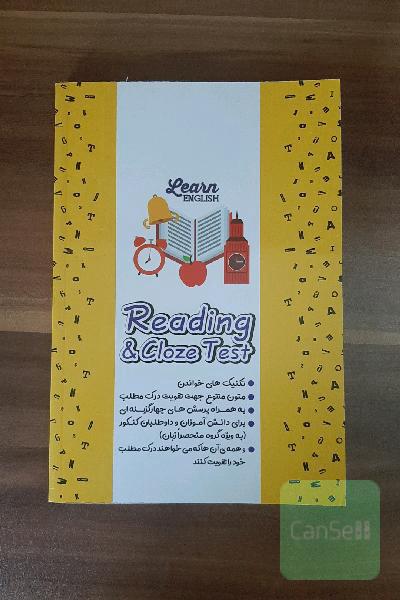 Learn
ENGLISH
Reading
& Cloze Test
تکنیک های خواندن
متون متنوع جهت تقویت درک مطلب
به همراه پرسش های چهارگزینه ای
برای دانش آموزان و داوطلبان کنکور
(به ویژه گروه منحصرا زبان)
و همه ی آن ها که می خواهند درک مطلب
خود را تقویت کنند
CanSell